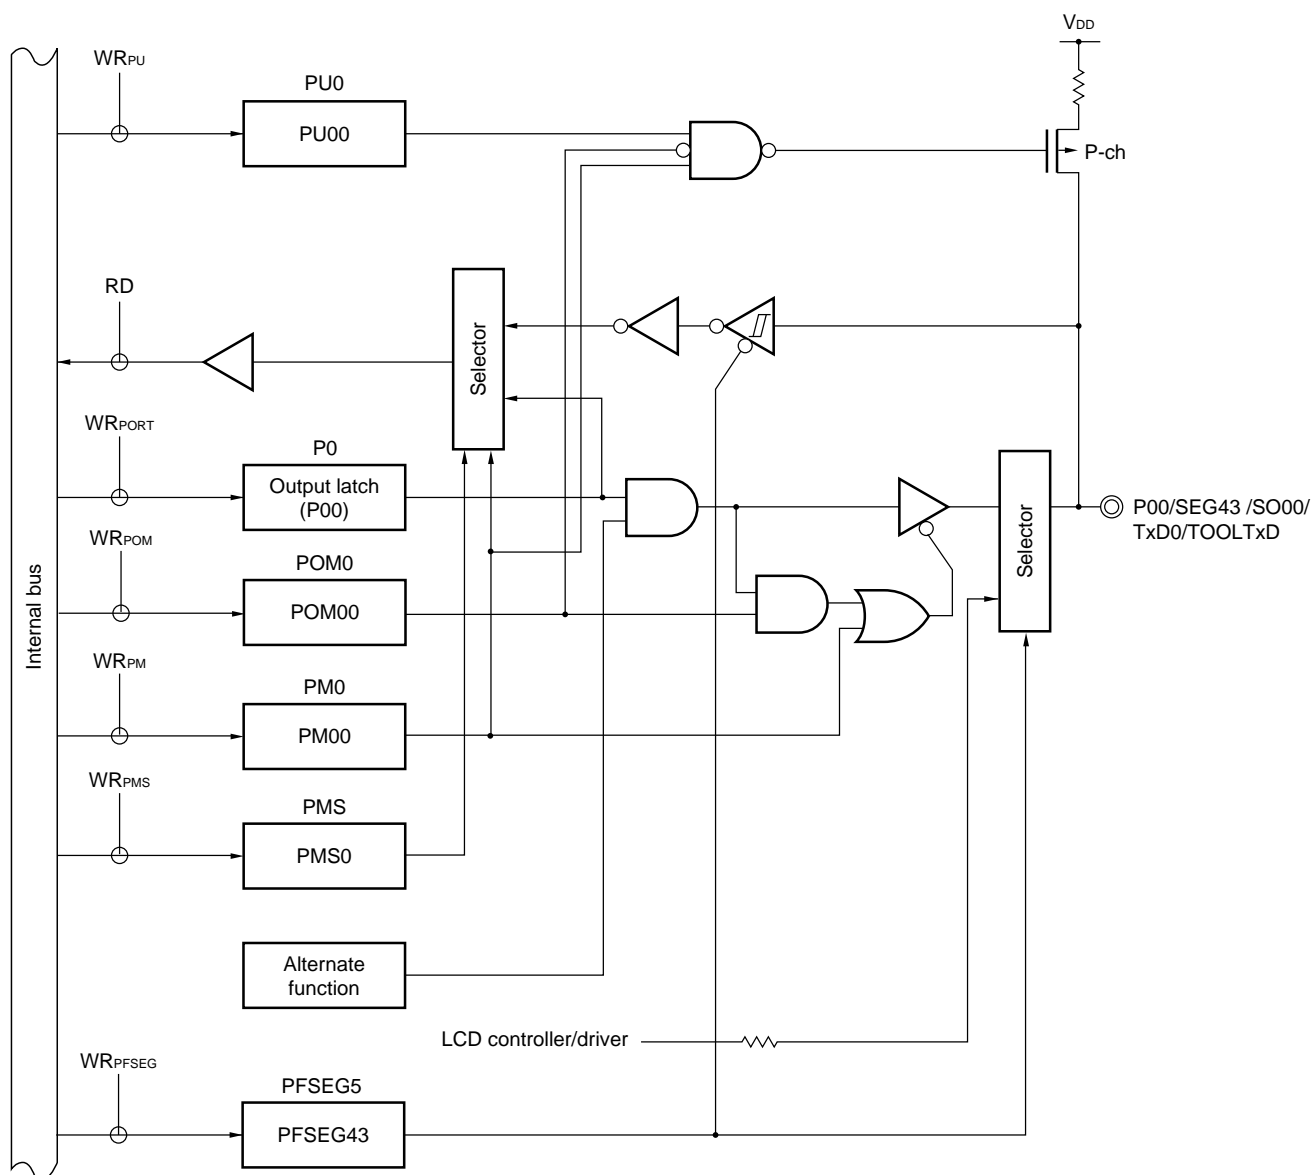 VDD
WRPU
PU0
PU00
P-ch
RD
Selector
WRPORT
P0
Output latch
(P00)
P00/SEG43 /SO00/
TxD0/TOOLTxD
Selector
WRPOM
POM0
POM00
Internal bus
WRPM
PM0
PM00
WRPMS
PMS
PMS0
Alternate
function
LCD controller/driver
WRPFSEG
PFSEG5
PFSEG43